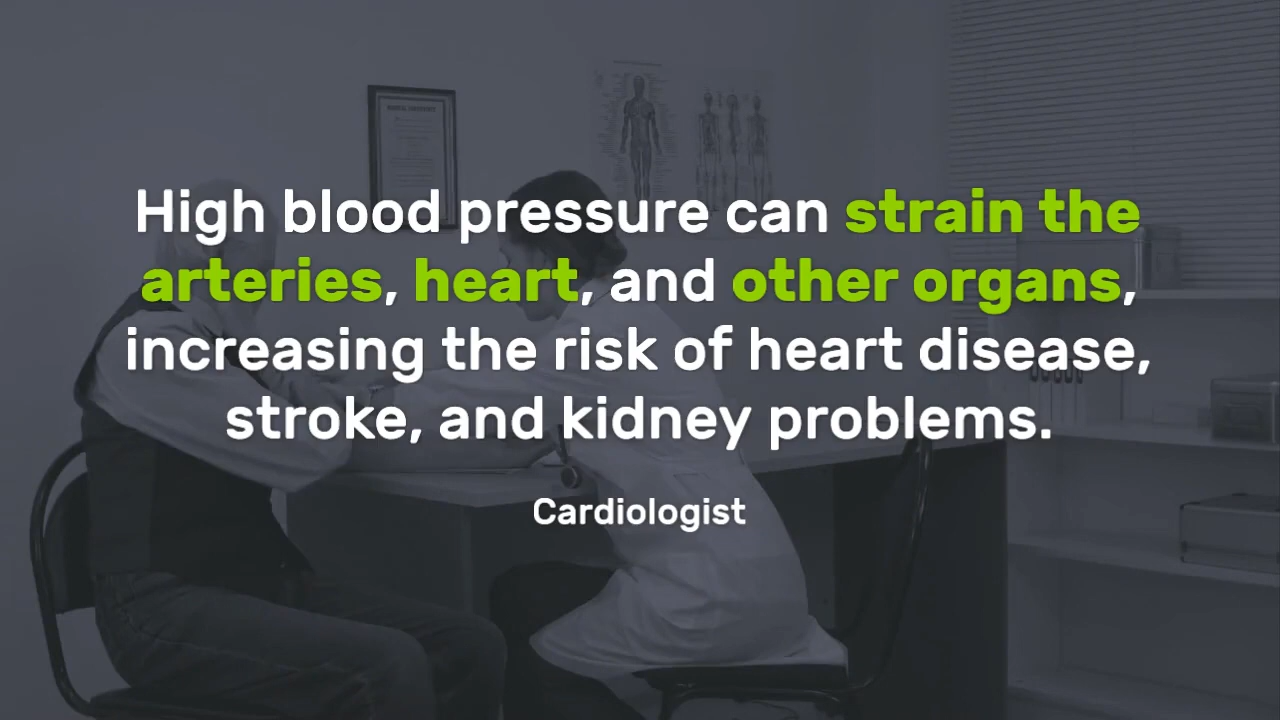 High blood pressure can strain the
arteries, heart, and other organs,
increasing the risk of heart disease,
stroke, and kidney problems.
Cardiologist